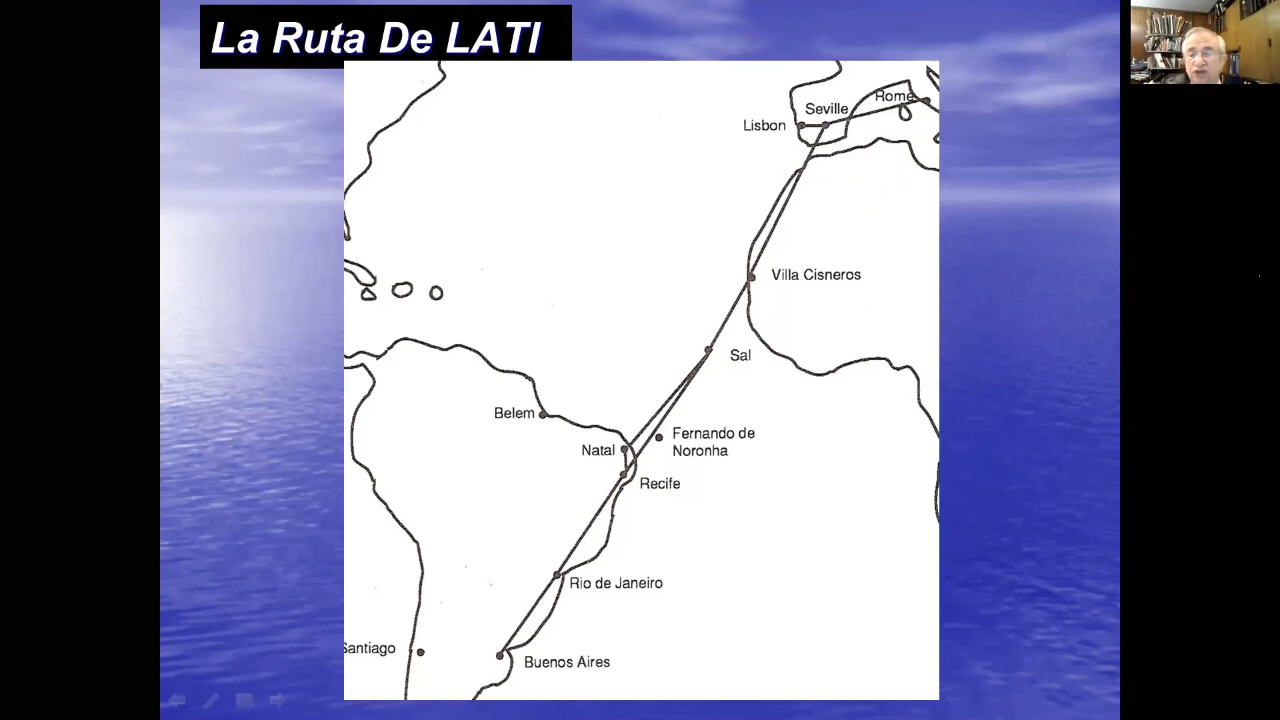 La Ruta De LATI
Rome
Seville
Lisbon
Villa Cisneros
Sal
Belem
Fernando de
Noronha
Natal
Recife
Rio de Janeiro
Santiago
Buenos Aires